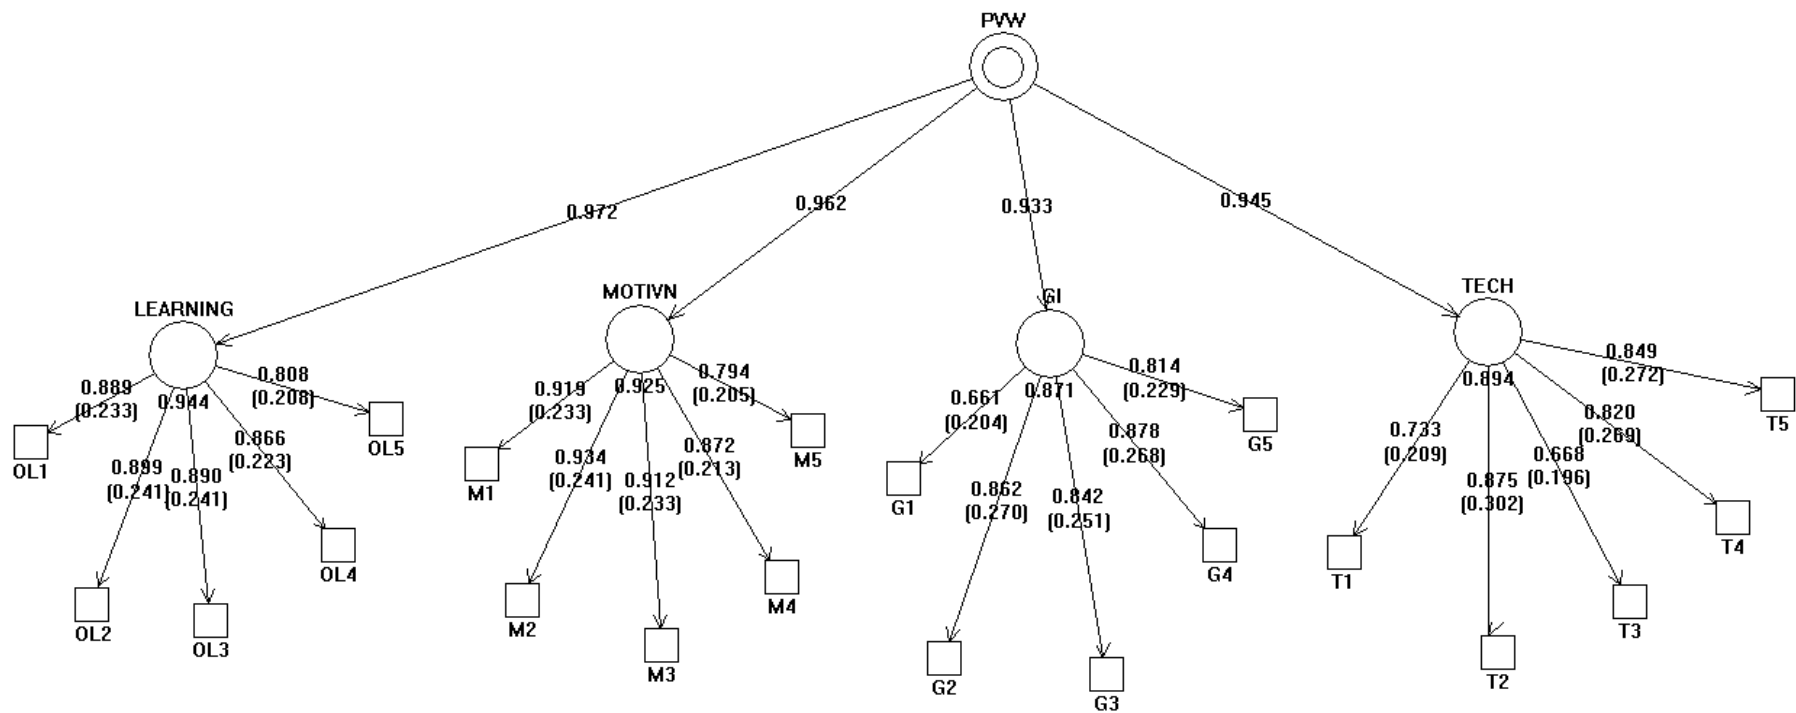 PVW
0.972
0.962
0.933
0.945
LEARNING
MOTIVN
GI
TECH
0.889
(0.233)
0.944
0.808
(0.208)
0.899
(0.241)
0.890
(0.241)
0.866
(0.223)
OL1
OL2
OL3
OL4
OL5
0.919
(0.233)
0.925
0.794
(0.205)
0.934
(0.241)
0.912
(0.233)
0.872
(0.213)
M1
M2
M3
M4
M5
0.661
(0.204)
0.871
0.814
(0.229)
0.862
(0.270)
0.842
(0.251)
0.878
(0.268)
G1
G2
G3
G4
G5
0.733
(0.209)
0.894
0.849
(0.272)
0.875
(0.302)
0.668
(0.196)
0.820
(0.269)
T1
T2
T3
T4
T5